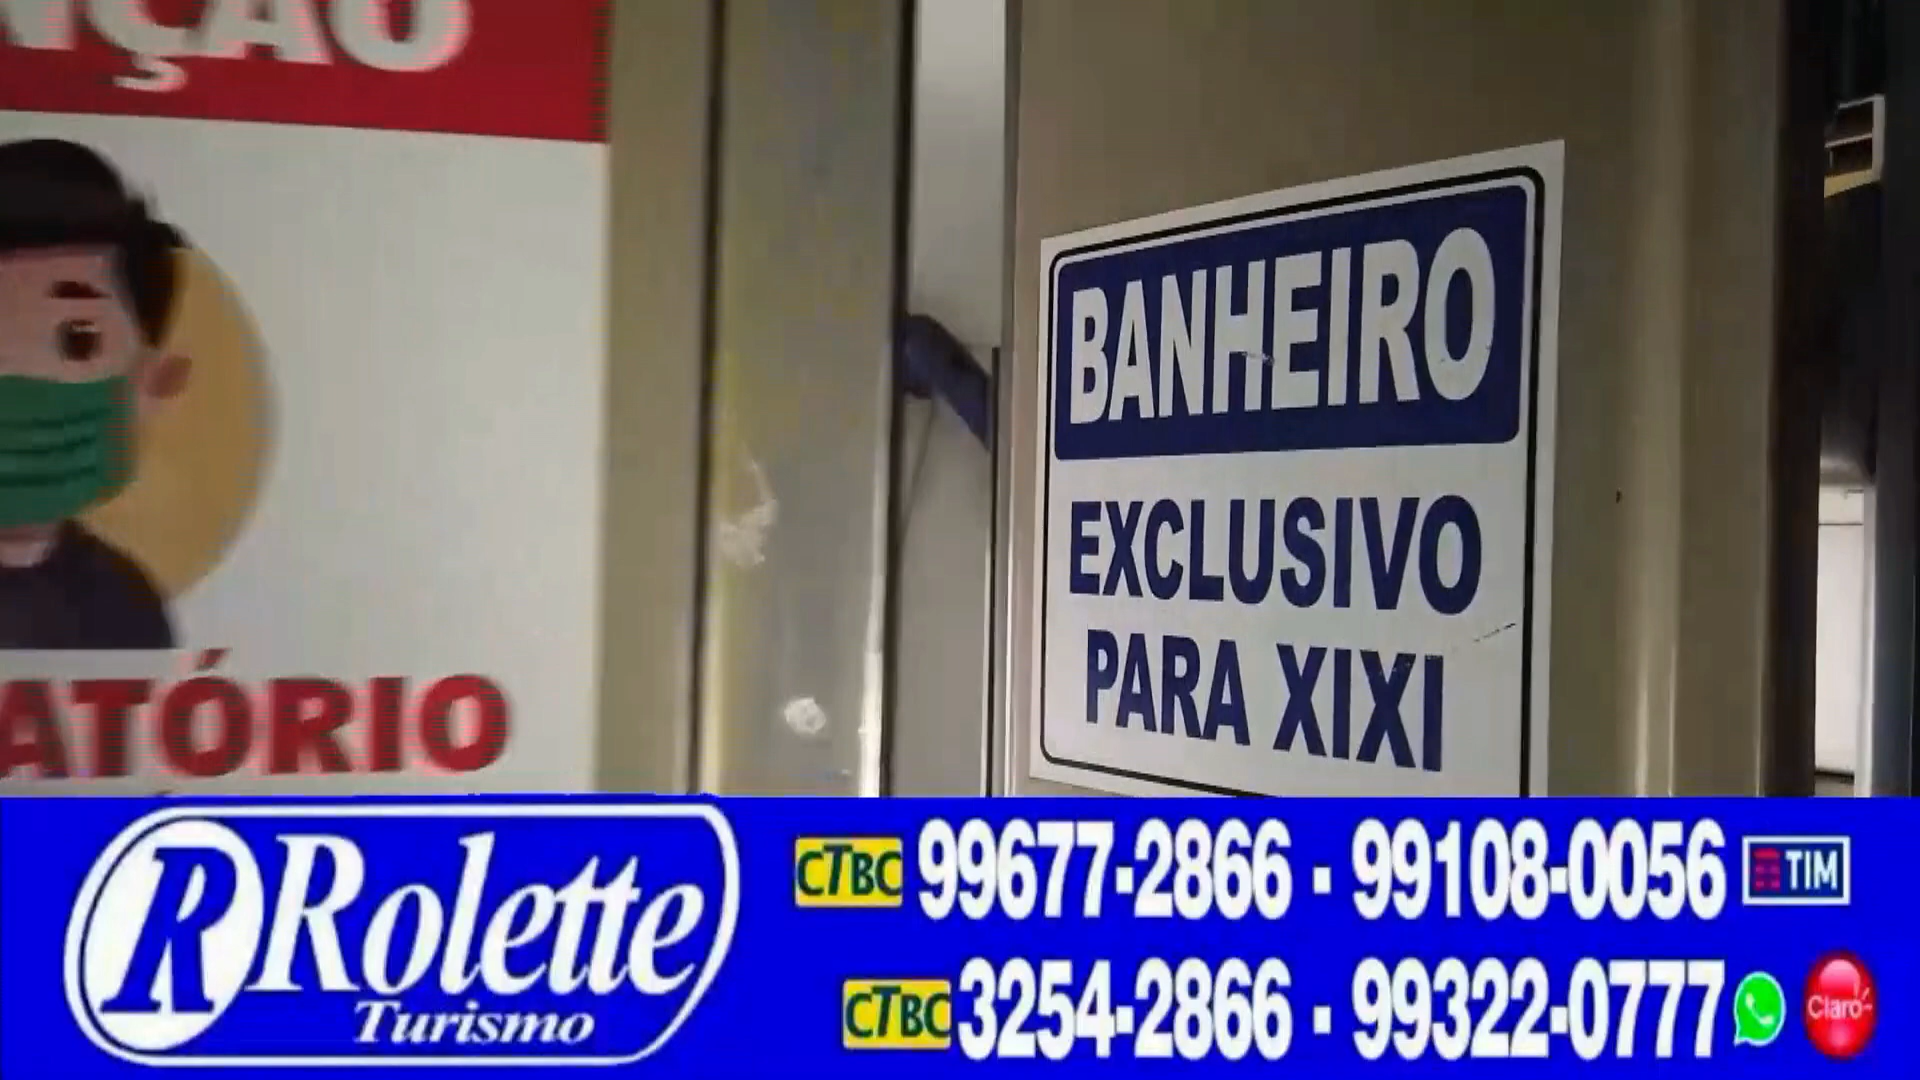 NÇÃO
ATÓRIO
BANHEIRO
EXCLUSIVO
PARA XIXI
R Rolette
Turismo
CTBC 99677-2866 - 99108-0056 TIM
CTBC 3254-2866 - 99322-0777 Claro